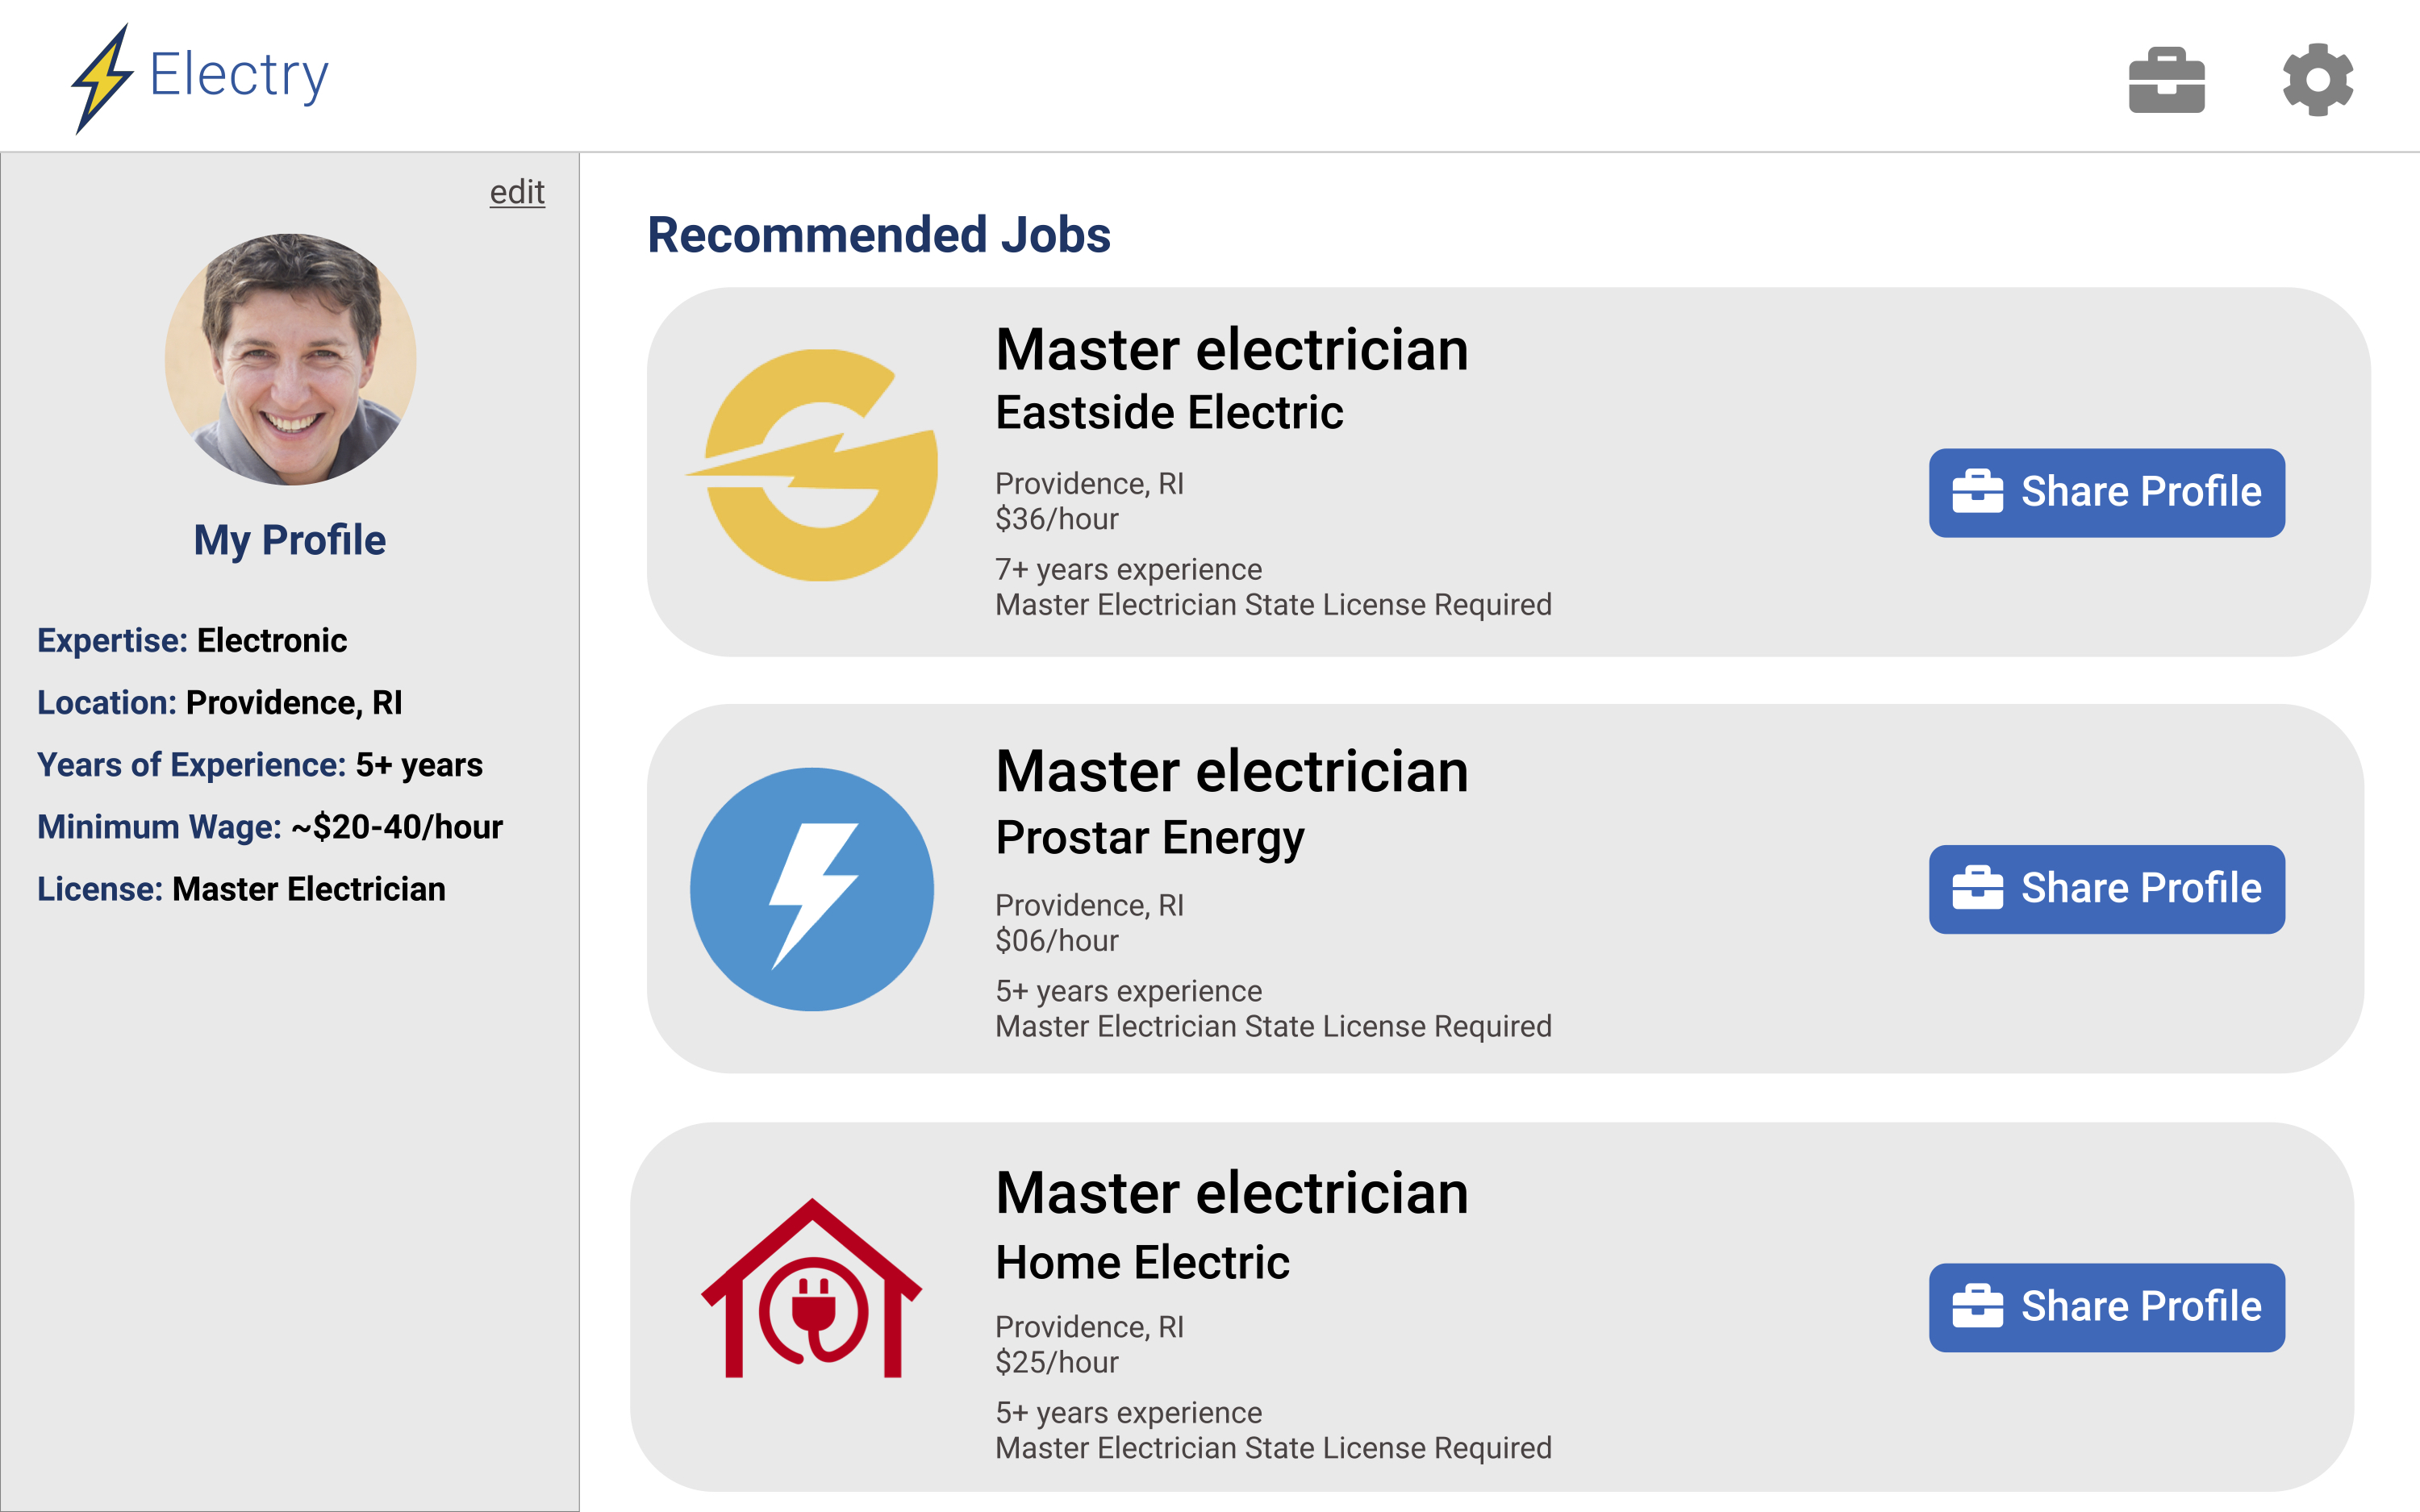 Electry
edit
My Profile
Expertise: Electronic
Location: Providence, RI
Years of Experience: 5+ years
Minimum Wage: ~$20-40/hour
License: Master Electrician
Recommended Jobs
Master electrician
Eastside Electric
Providence, RI
$36/hour
7+ years experience
Master Electrician State License Required
Share Profile
Master electrician
Prostar Energy
Providence, RI
$06/hour
5+ years experience
Master Electrician State License Required
Share Profile
Master electrician
Home Electric
Providence, RI
$25/hour
5+ years experience
Master Electrician State License Required
Share Profile